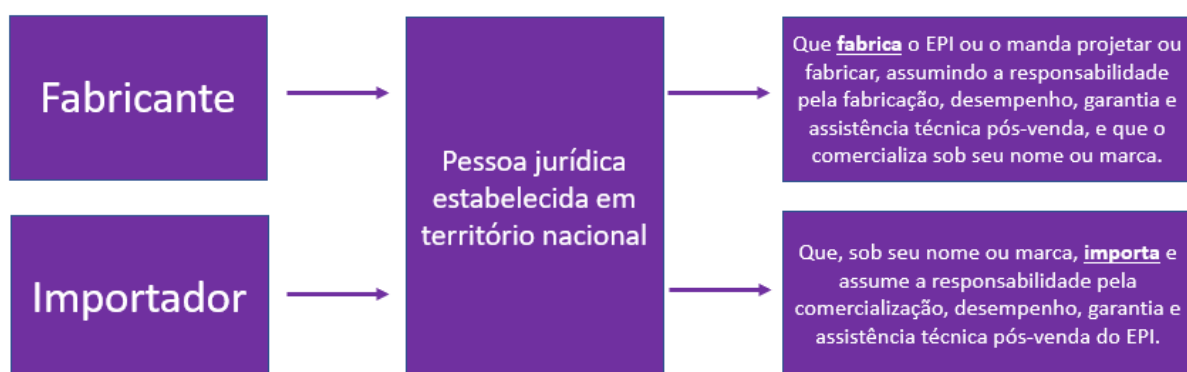 Fabricante
Importador
Pessoa jurídica
estabelecida em
território nacional
Que fabrica o EPI ou o manda projetar ou
fabricar, assumindo a responsabilidade
pela fabricação, desempenho, garantia e
assistência técnica pós-venda, e que o
comercializa sob seu nome ou marca.
Que, sob seu nome ou marca, importa e
assume a responsabilidade pela
comercialização, desempenho, garantia e
assistência técnica pós-venda do EPI.